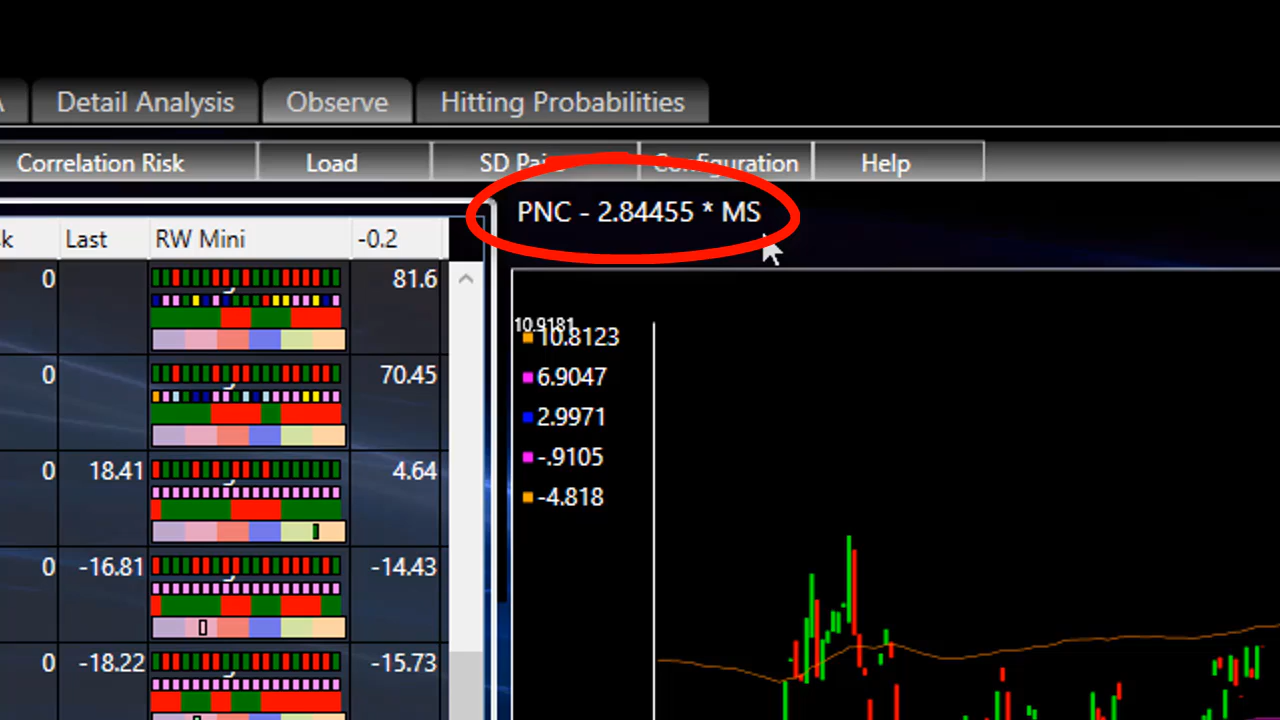 Detail Analysis Observe Hitting Probabilities
Correlation Risk Load SD Configuration Help
PNC - 2.84455 * MS
Last RW Mini -0.2
0 81.6
10.9181
10.8123
0 70.45
6.9047
2.9971
-.9105
0 18.41 4.64
-4.818
0 -16.81 -14.43
0 -18.22 -15.73